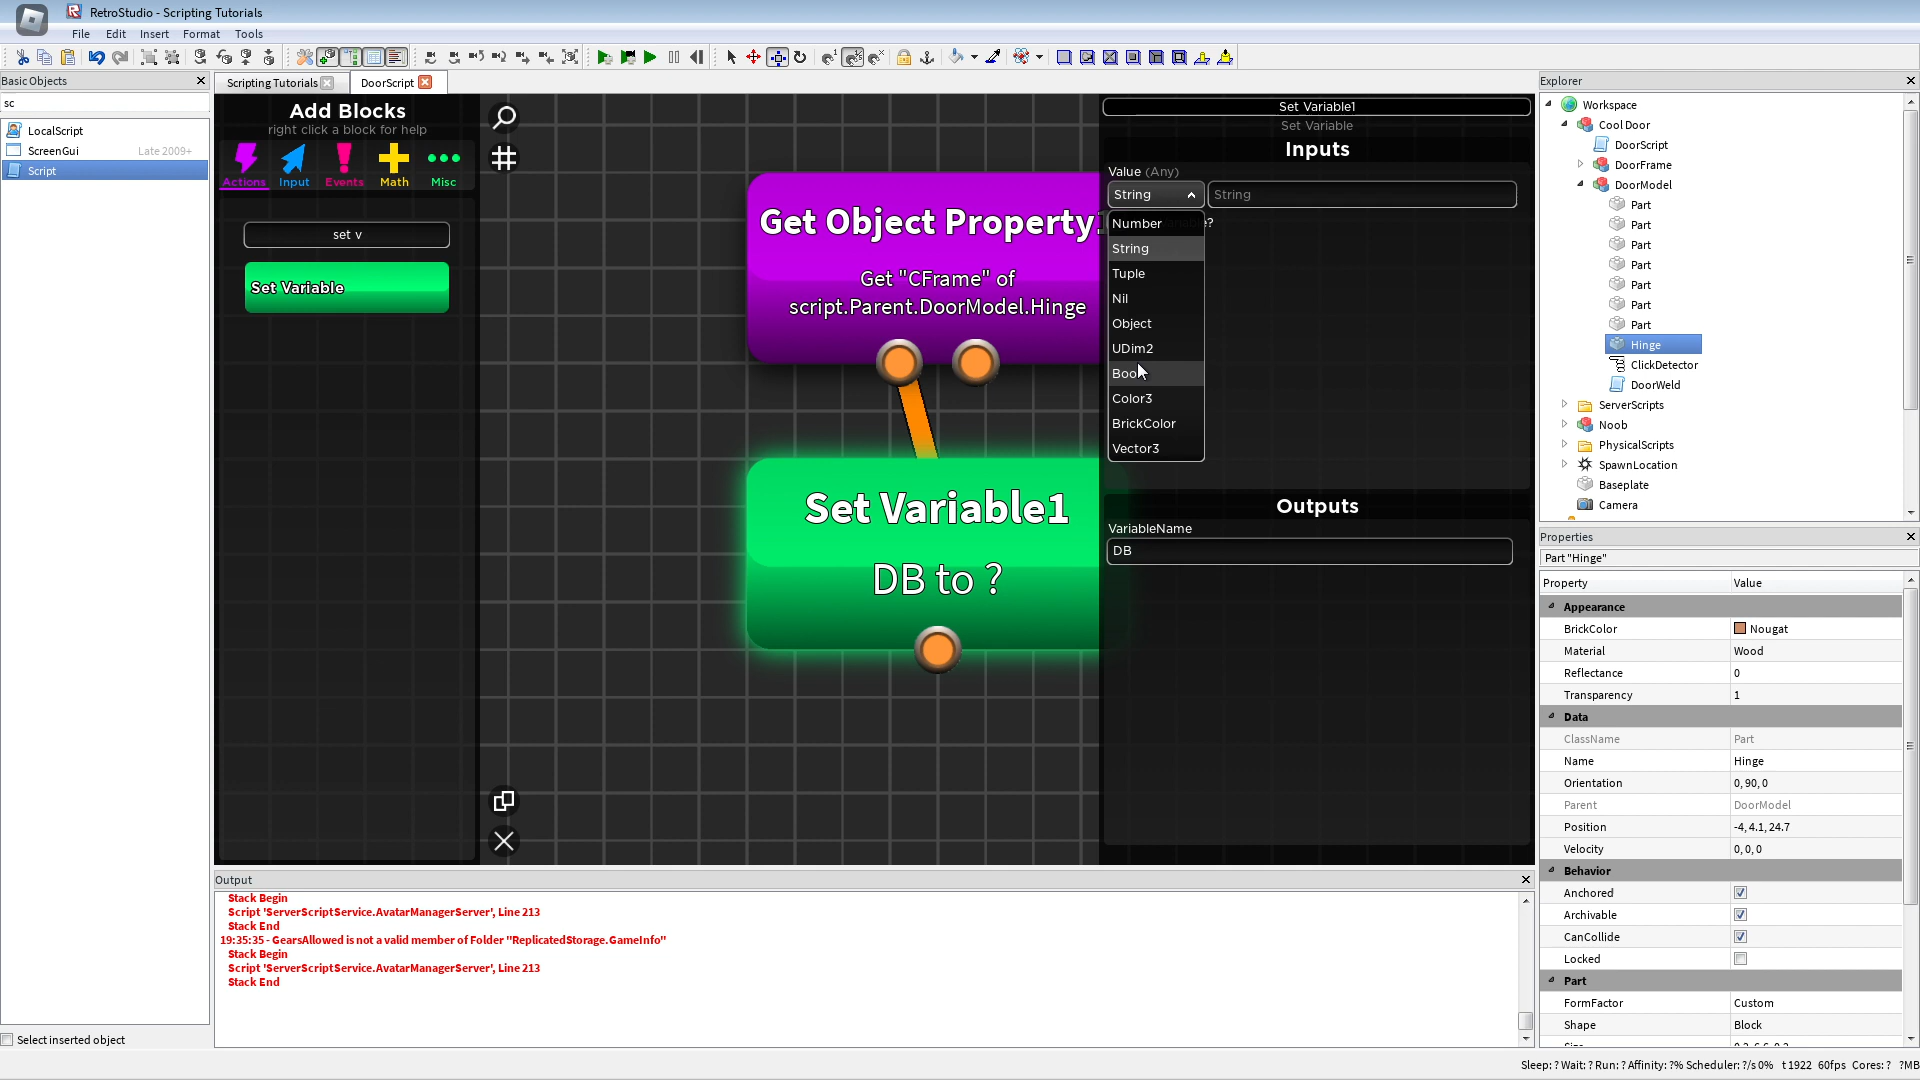 RetroStudio - Scripting Tutorials
File Edit Insert Format Tools
Basic Objects
sc
LocalScript
ScreenGui Late 2009+
Script
Select inserted object
Scripting Tutorials
DoorScript
Add Blocks
right click a block for help
Actions Input Events Math Misc
set v
Set Variable
Get Object Property1
Get "CFrame" of
script.Parent.DoorModel.Hinge
Set Variable1
DB to ?
Set Variable1
Set Variable
Inputs
Value (Any)
String String
Number
String
Tuple
Nil
Object
UDim2
Bool
Color3
BrickColor
Vector3
Outputs
VariableName
DB
Output
Stack Begin
Script 'ServerScriptService.AvatarManagerServer', Line 213
Stack End
19:35:35 - GearsAllowed is not a valid member of Folder "ReplicatedStorage.GameInfo"
Stack Begin
Script 'ServerScriptService.AvatarManagerServer', Line 213
Stack End
Explorer
Workspace
Cool Door
DoorScript
DoorFrame
DoorModel
Part
Part
Part
Part
Part
Part
Part
Hinge
ClickDetector
DoorWeld
ServerScripts
Noob
PhysicalScripts
SpawnLocation
Baseplate
Camera
Properties
Part "Hinge"
Property Value
Appearance
BrickColor Nougat
Material Wood
Reflectance 0
Transparency 1
Data
ClassName Part
Name Hinge
Orientation 0, 90, 0
Parent DoorModel
Position -4, 4.1, 24.7
Velocity 0, 0, 0
Behavior
Anchored
Archivable
CanCollide
Locked
Part
FormFactor Custom
Shape Block
Sleep: ? Wait: ? Run: ? Affinity: ?% Scheduler: ?/s 0% t 1922 60fps Cores: ? ?MB